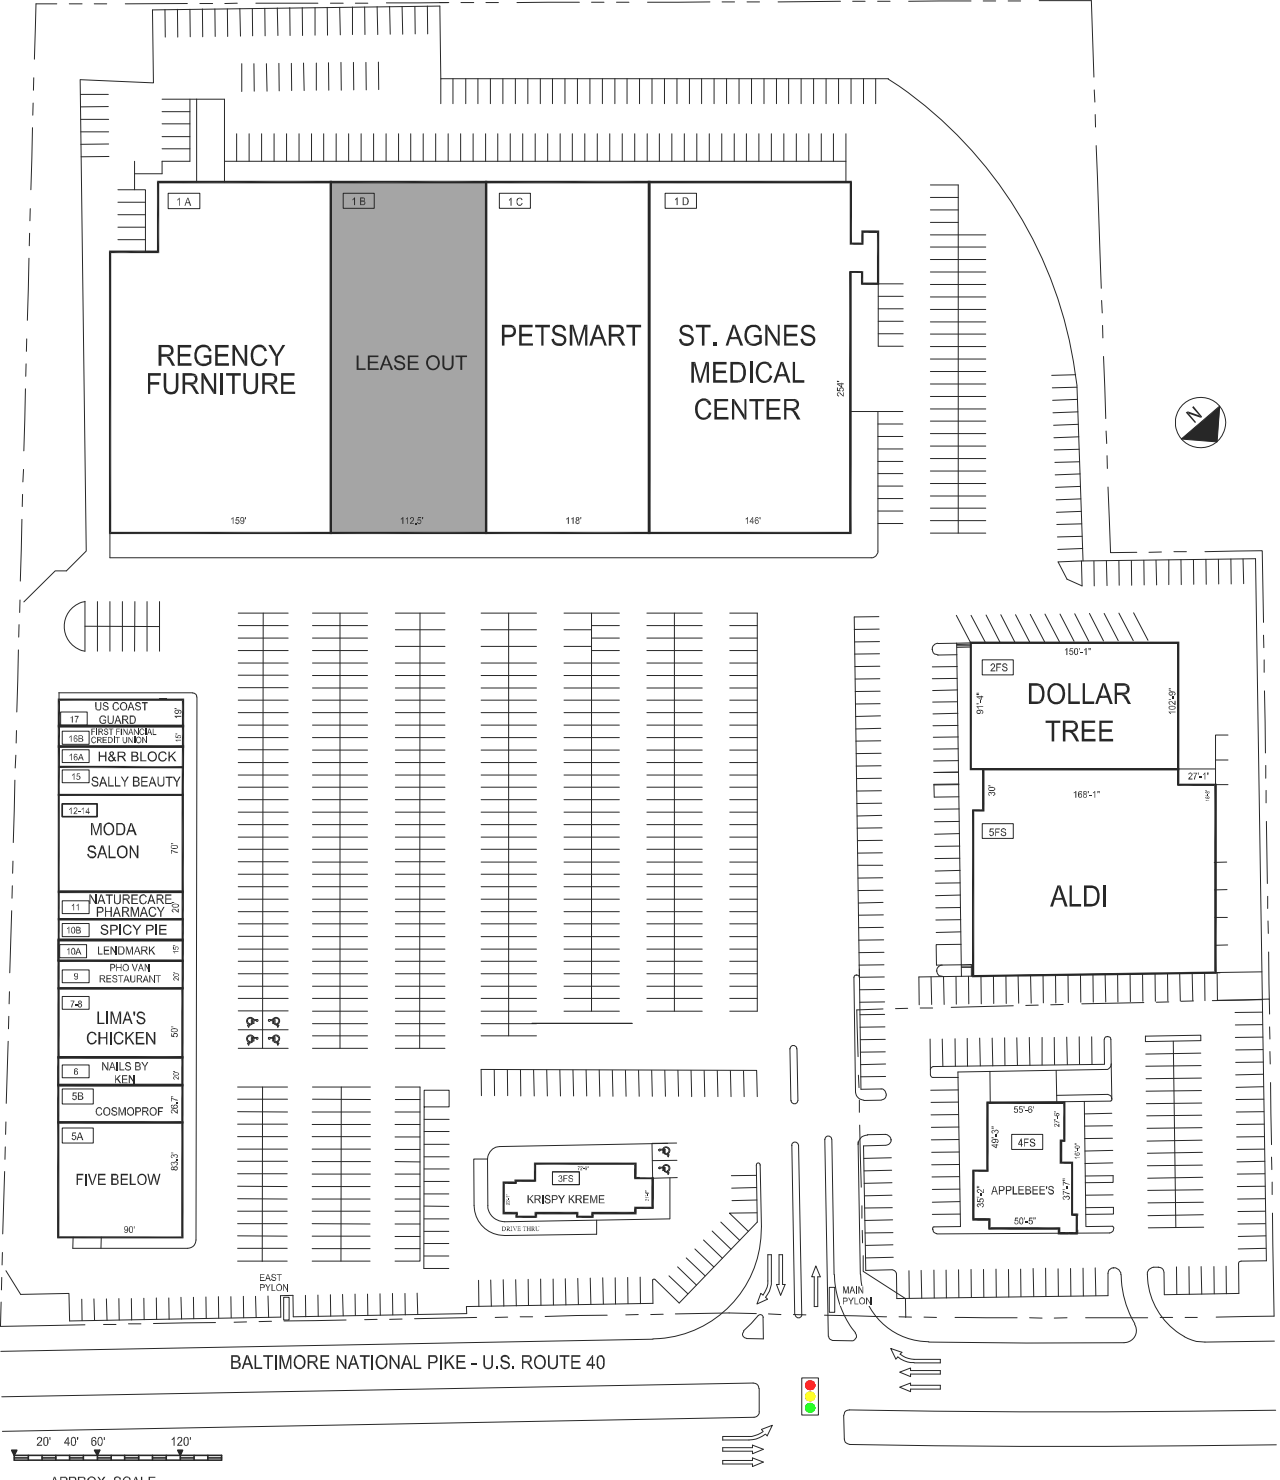 1 A
1 B
1 C
1 D
REGENCY
FURNITURE
LEASE OUT
PETSMART
ST. AGNES
MEDICAL
CENTER
254'
159'
112.5'
118'
146'
N
2FS
150'-1"
91'-4"
DOLLAR
TREE
102'-9"
27'-1"
30'
168'-1"
5FS
ALDI
17
US COAST
GUARD
19'
16B
FIRST FINANCIAL
CREDIT UNION
15'
16A
H&R BLOCK
15
SALLY BEAUTY
12-14
MODA
SALON
70'
11
NATURECARE
PHARMACY
20'
10B
SPICY PIE
10A
LENDMARK
15'
9
PHO VAN
RESTAURANT
20'
7-8
LIMA'S
CHICKEN
50'
6
NAILS BY
KEN
20'
5B
COSMOPROF
26.7'
5A
FIVE BELOW
83.3'
90'
3FS
KRISPY KREME
DRIVE THRU
55'-6"
27'-6"
49'-3"
4FS
16'-0"
35'-2"
APPLEBEE'S
37'-7"
50'-5"
EAST
PYLON
MAIN
PYLON
BALTIMORE NATIONAL PIKE - U.S. ROUTE 40
20' 40' 60' 120'
APPROX. SCALE